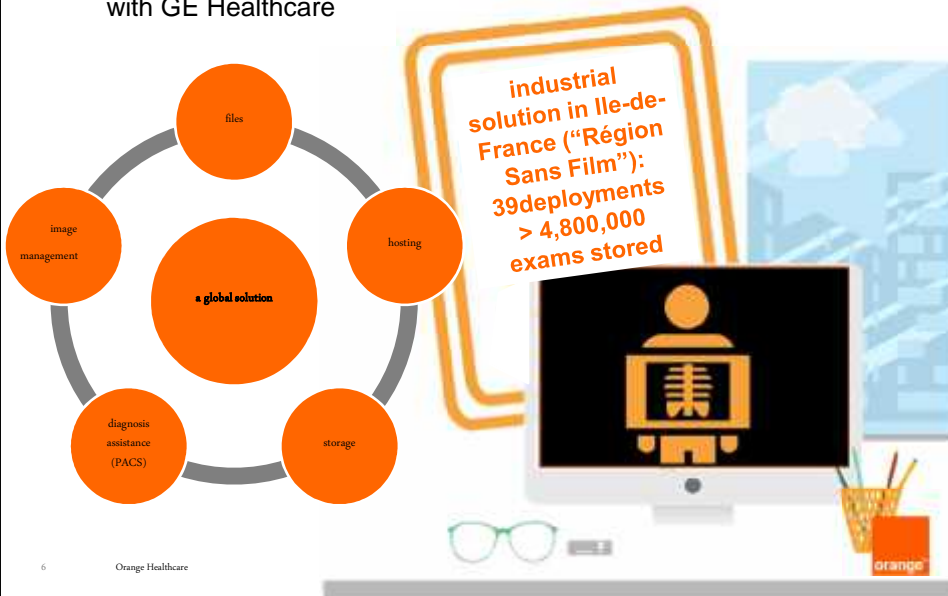 with GE Healthcare
files
image
management
hosting
a global solution
diagnosis
assistance
(PACS)
storage
industrial
solution in Ile-de-
France (“Région
Sans Film”):
39deployments
> 4,800,000
exams stored
6
Orange Healthcare
orange™